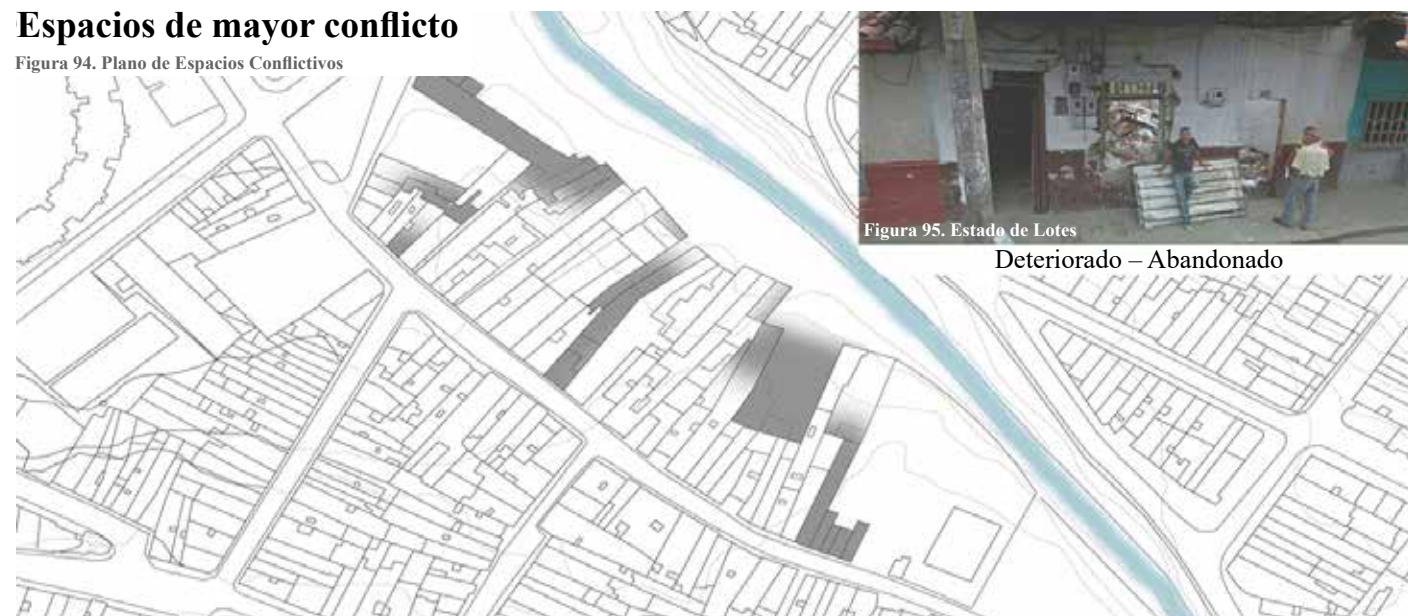 Espacios de mayor conflicto
Figura 94. Plano de Espacios Conflictivos
Figura 95. Estado de Lotes
Deteriorado – Abandonado